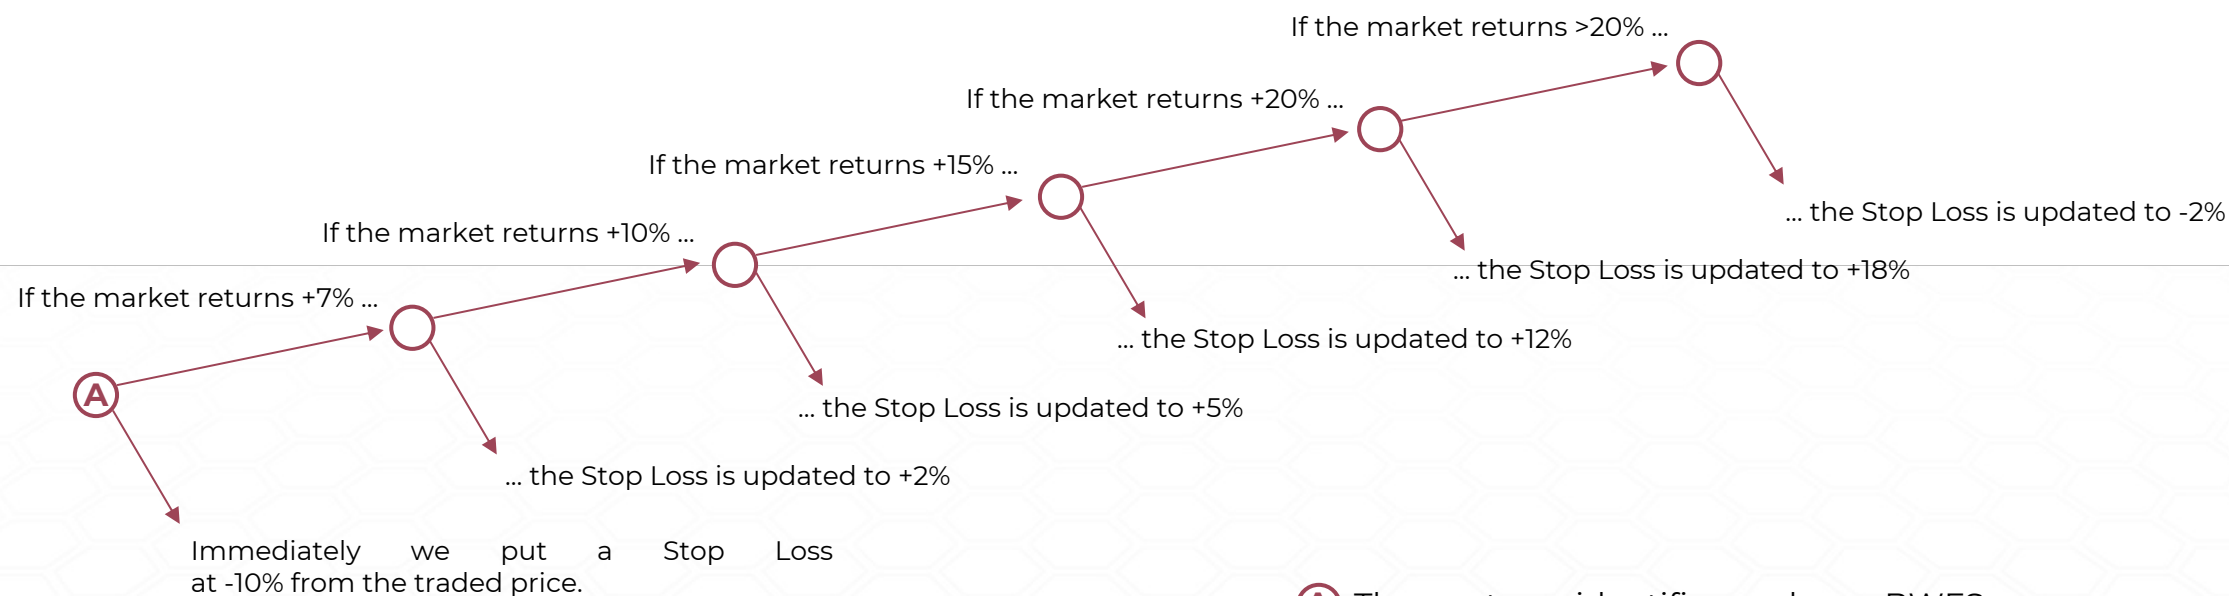 If the market returns >20% ...
If the market returns +20% ...
If the market returns +15% ...
... the Stop Loss is updated to -2%
If the market returns +10% ...
... the Stop Loss is updated to +18%
If the market returns +7% ...
... the Stop Loss is updated to +12%
A
... the Stop Loss is updated to +5%
... the Stop Loss is updated to +2%
Immediately we put a Stop Loss
at -10% from the traded price.